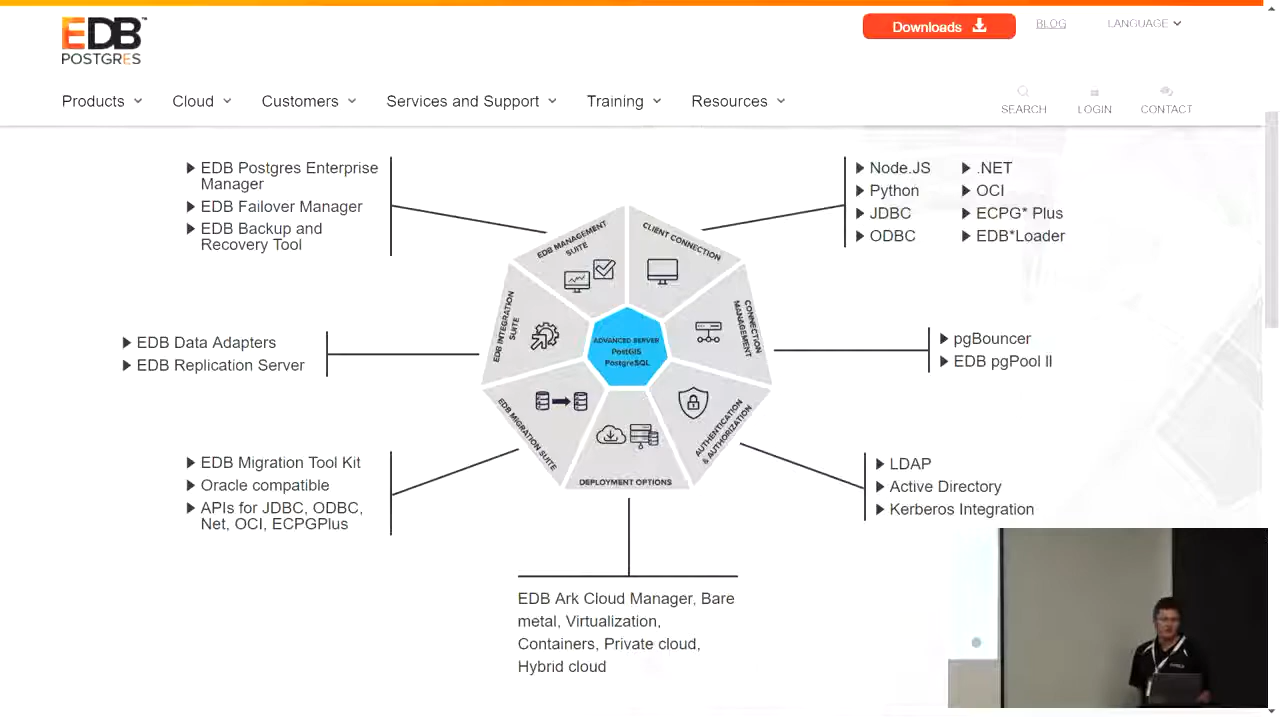 EDB™
POSTGRES
Downloads
BLOG
LANGUAGE
Products
Cloud
Customers
Services and Support
Training
Resources
SEARCH
LOGIN
CONTACT
EDB Postgres Enterprise
Manager
EDB Failover Manager
EDB Backup and
Recovery Tool
Node.JS
Python
JDBC
ODBC
.NET
OCI
ECPG* Plus
EDB*Loader
EDB MANAGEMENT
SUITE
CLIENT CONNECTION
EDB INTEGRATION
SUITE
CONNECTION
MANAGEMENT
ADVANCED SERVER
PostGIS
PostgreSQL
EDB Data Adapters
EDB Replication Server
pgBouncer
EDB pgPool II
EDB MIGRATION SUITE
AUTHENTICATION
& AUTHORIZATION
DEPLOYMENT OPTIONS
EDB Migration Tool Kit
Oracle compatible
APIs for JDBC, ODBC,
Net, OCI, ECPGPlus
LDAP
Active Directory
Kerberos Integration
EDB Ark Cloud Manager, Bare
metal, Virtualization,
Containers, Private cloud,
Hybrid cloud